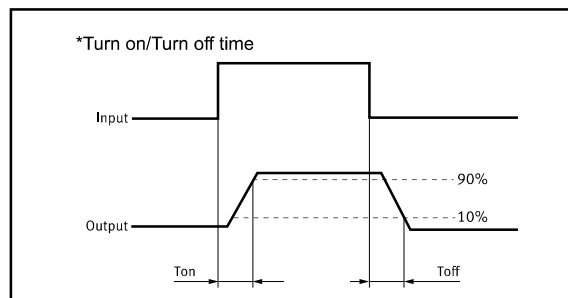 *Turn on/Turn off time
Input
90%
10%
Output
Ton
Toff